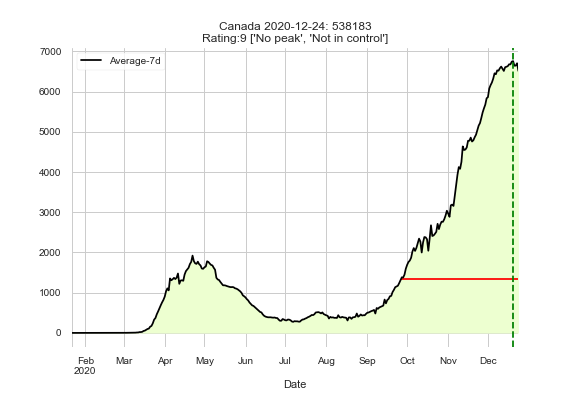 Canada 2020-12-24: 538183
Rating:9 ['No peak', 'Not in control']
Average-7d
7000
6000
5000
4000
3000
2000
1000
0
Feb Mar Apr May Jun Jul Aug Sep Oct Nov Dec
2020
Date